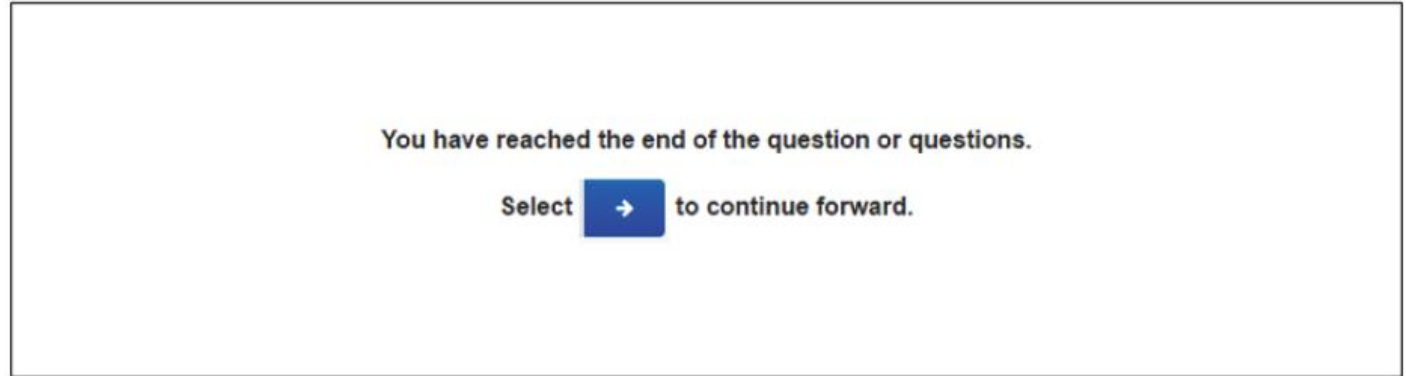 You have reached the end of the question or questions.
Select → to continue forward.